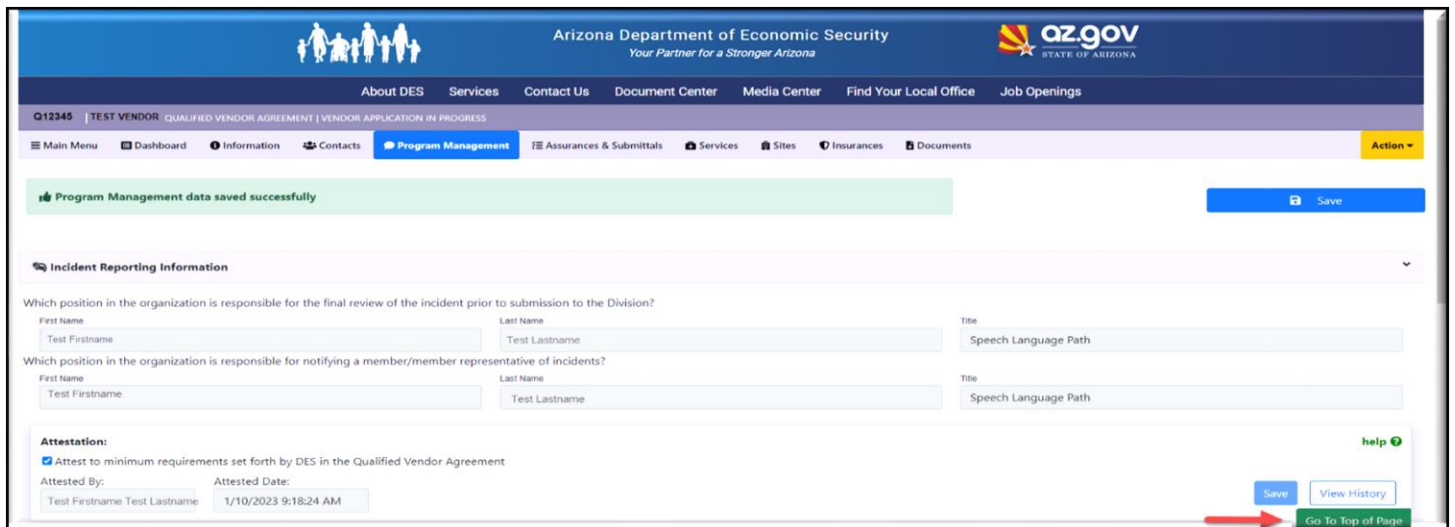 Arizona Department of Economic Security
Your Partner for a Stronger Arizona
az.gov
STATE OF ARIZONA
About DES Services Contact Us Document Center Media Center Find Your Local Office Job Openings
Q12345 | TEST VENDOR QUALIFIED VENDOR AGREEMENT | VENDOR APPLICATION IN PROGRESS
Main Menu Dashboard Information Contacts Program Management Assurances & Submittals Services Sites Insurances Documents Action
Program Management data saved successfully
Save
Incident Reporting Information
Which position in the organization is responsible for the final review of the incident prior to submission to the Division?
First Name Last Name Title
Test Firstname Test Lastname Speech Language Path
Which position in the organization is responsible for notifying a member/member representative of incidents?
First Name Last Name Title
Test Firstname Test Lastname Speech Language Path
Attestation: help
Attest to minimum requirements set forth by DES in the Qualified Vendor Agreement
Attested By: Attested Date:
Test Firstname Test Lastname 1/10/2023 9:18:24 AM Save View History
Go To Top of Page